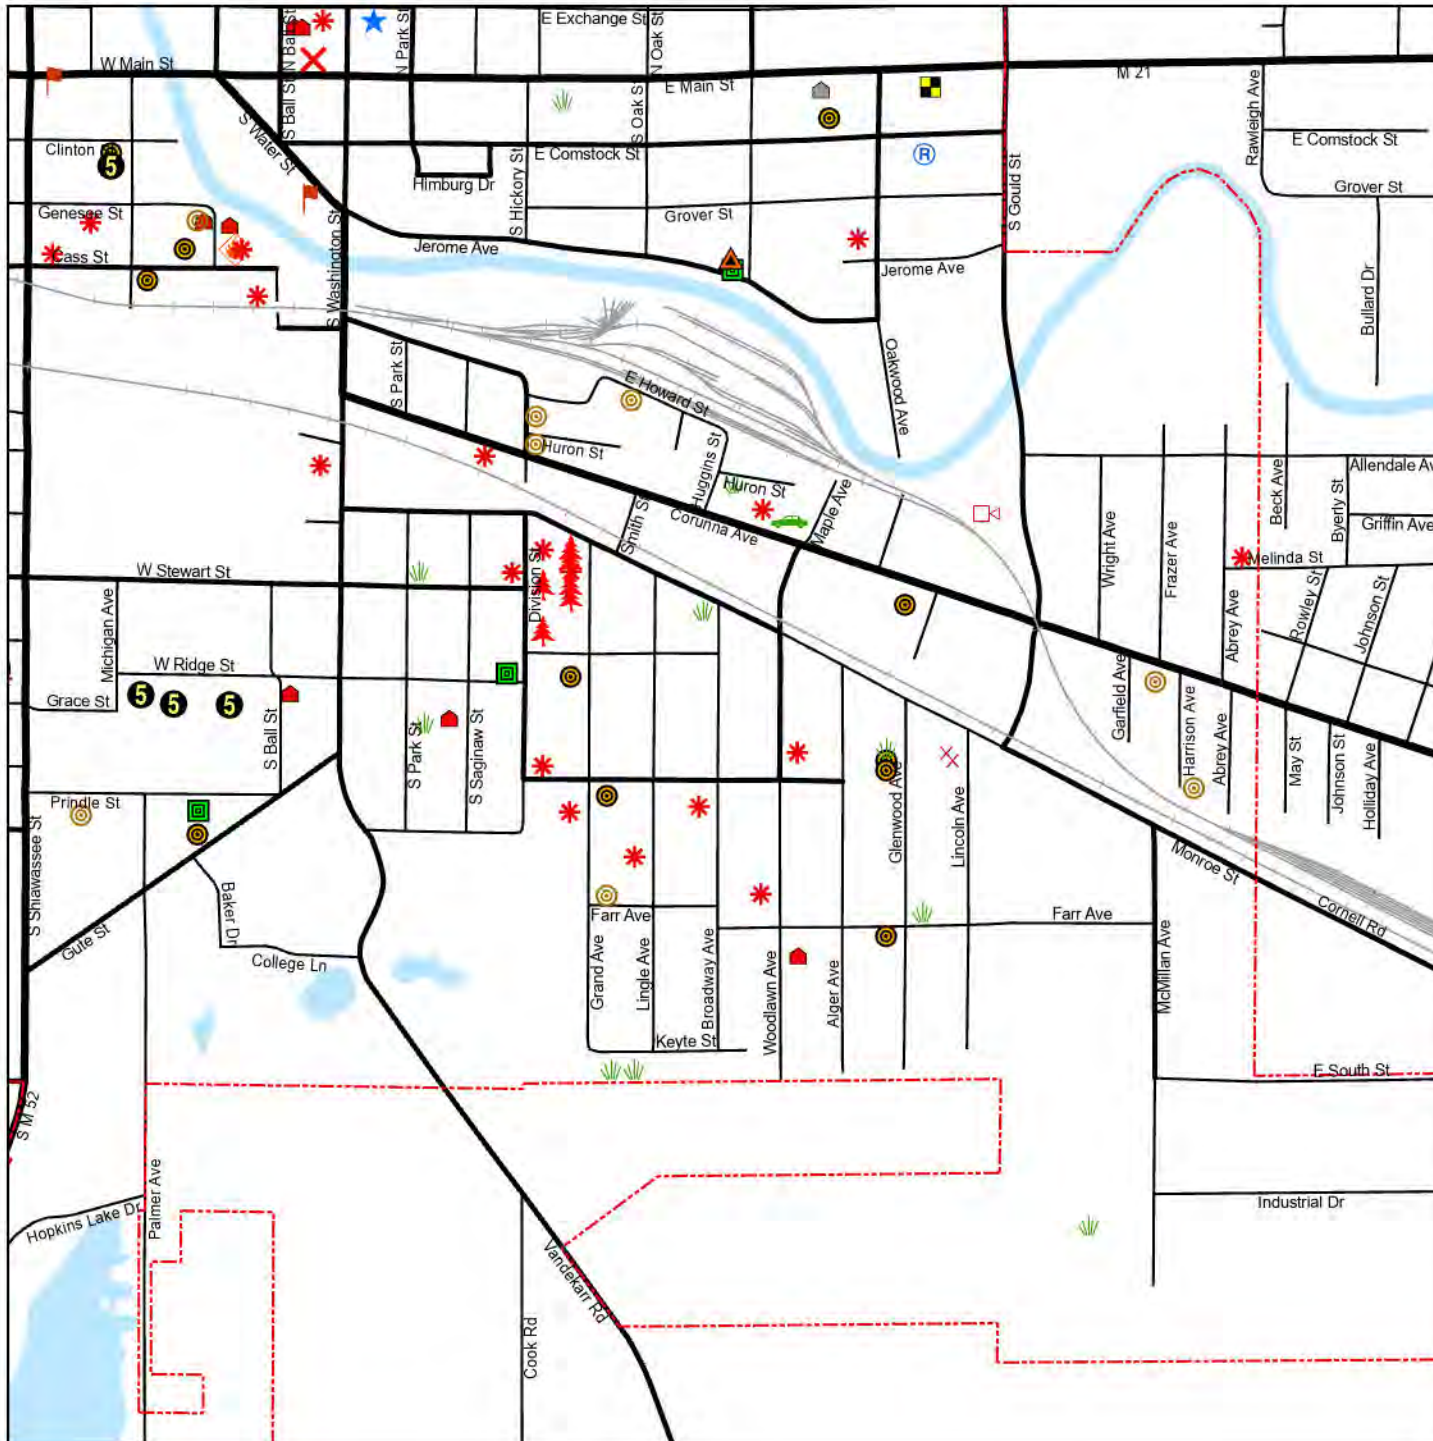 E Exchange St
N Ball St
N Park St
N Oak St
W Main St
M 21
E Main St
S Ball St
S Oak St
Rawleigh Ave
S Water St
Clinton
5
E Comstock St
E Comstock St
Himburg Dr
S Hickory St
S Gould St
Grover St
Genesee St
Grover St
Jerome Ave
Cass St
S Washington St
Jerome Ave
Bullard Dr
S Park St
E Howard St
Oakwood Ave
Huron St
Huggins St
Huron St
Allendale Av
Beck Ave
Byerly St
Griffin Ave
Smith St
Corunna Ave
Maple Ave
Wright Ave
Frazer Ave
Melinda St
W Stewart St
Division St
Michigan Ave
Abrey Ave
Rowley St
Johnson St
W Ridge St
Grace St
5
5
5
S Ball St
S Park St
S Saginaw St
Garfield Ave
Harrison Ave
Abrey Ave
May St
Johnson St
Holliday Ave
Prindle St
Glenwood Ave
Lincoln Ave
Monroe St
S Shiawassee St
Baker Dr
Gute St
College Ln
Farr Ave
Farr Ave
Cornell Rd
Grand Ave
Lingle Ave
Broadway Ave
Woodlawn Ave
Alger Ave
McMillan Ave
Keyte St
E South St
S M 52
Palmer Ave
Hopkins Lake Dr
Industrial Dr
Vandekarr Rd
Cook Rd
R